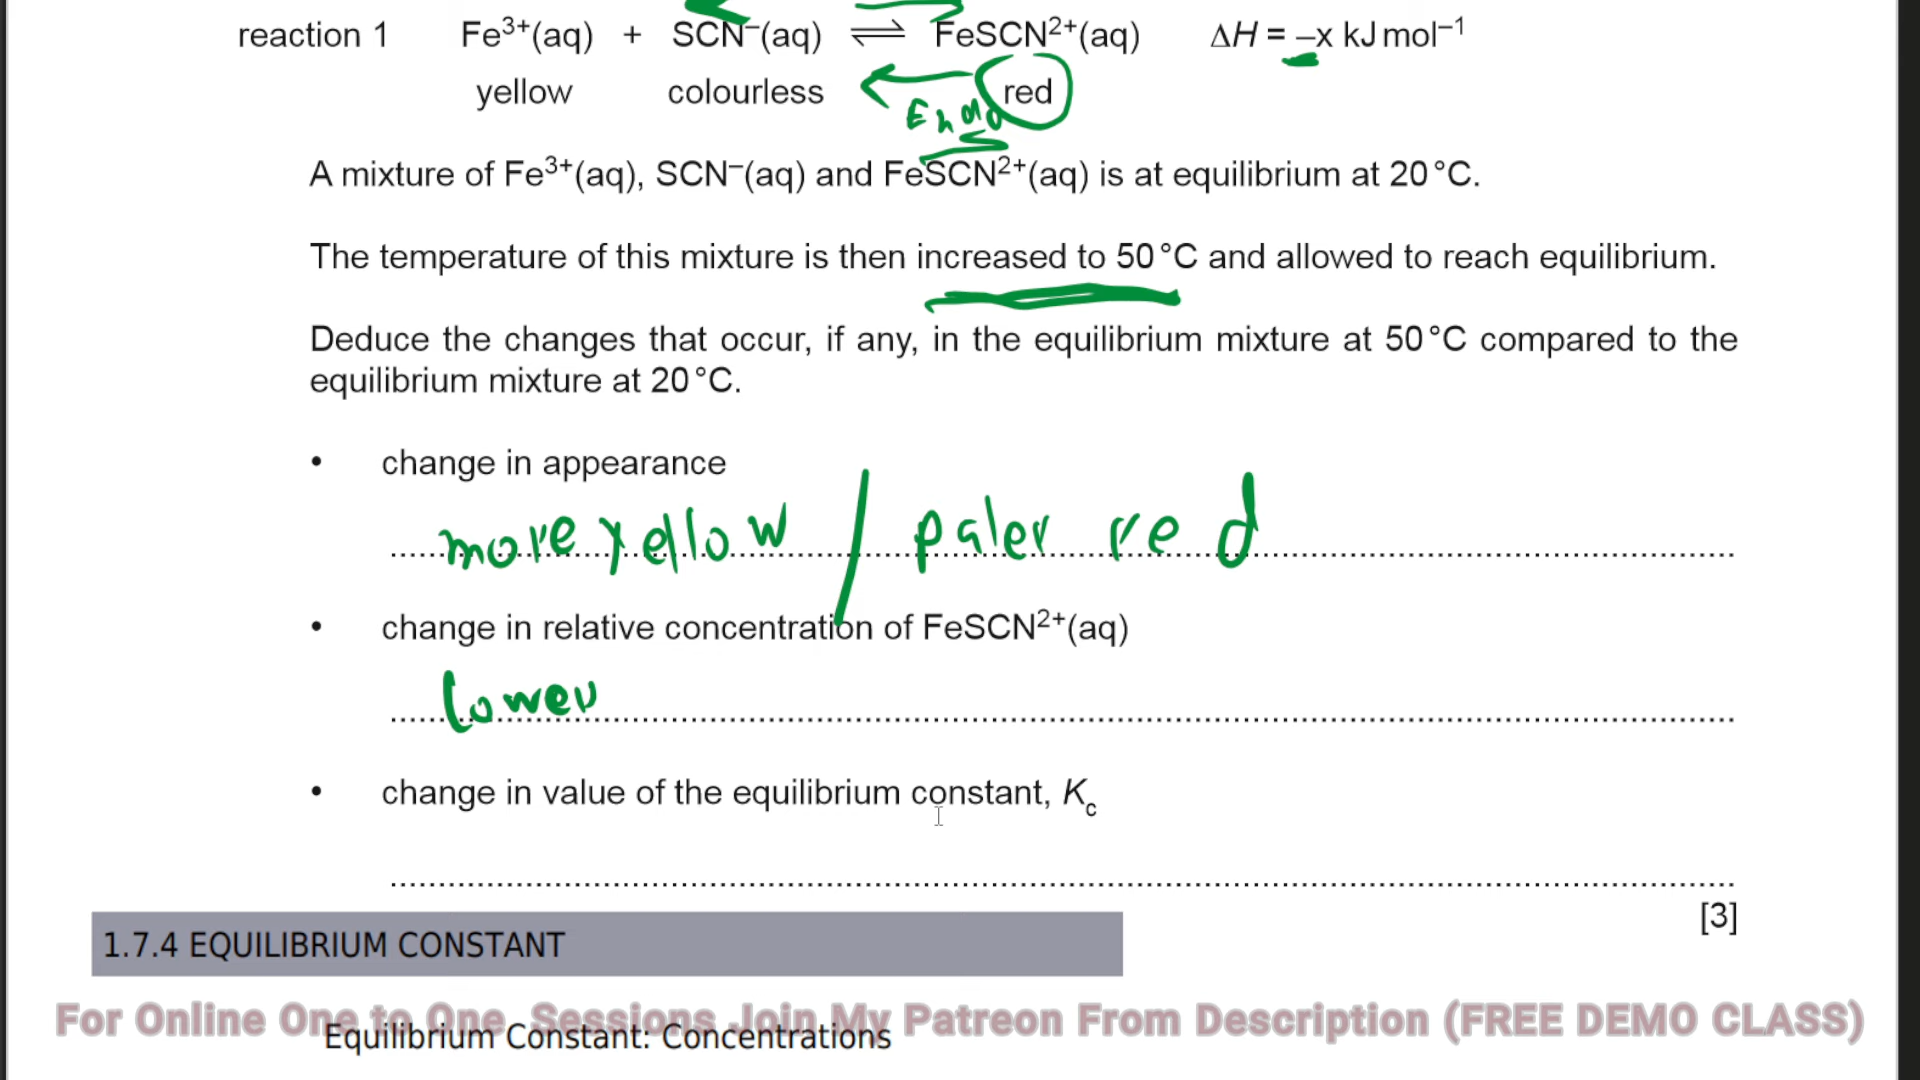 reaction 1 Fe³⁺(aq) + SCN⁻(aq) ⇌ FeSCN²⁺(aq) ΔH = –x kJ mol⁻¹
yellow colourless red
Endo
A mixture of Fe³⁺(aq), SCN⁻(aq) and FeSCN²⁺(aq) is at equilibrium at 20 °C.
The temperature of this mixture is then increased to 50 °C and allowed to reach equilibrium.
Deduce the changes that occur, if any, in the equilibrium mixture at 50 °C compared to the
equilibrium mixture at 20 °C.
• change in appearance
more yellow / paler red
• change in relative concentration of FeSCN²⁺(aq)
lower
• change in value of the equilibrium constant, Kc
[3]
1.7.4 EQUILIBRIUM CONSTANT
For Online One to One Sessions Join My Patreon From Description (FREE DEMO CLASS)
Equilibrium Constant: Concentrations